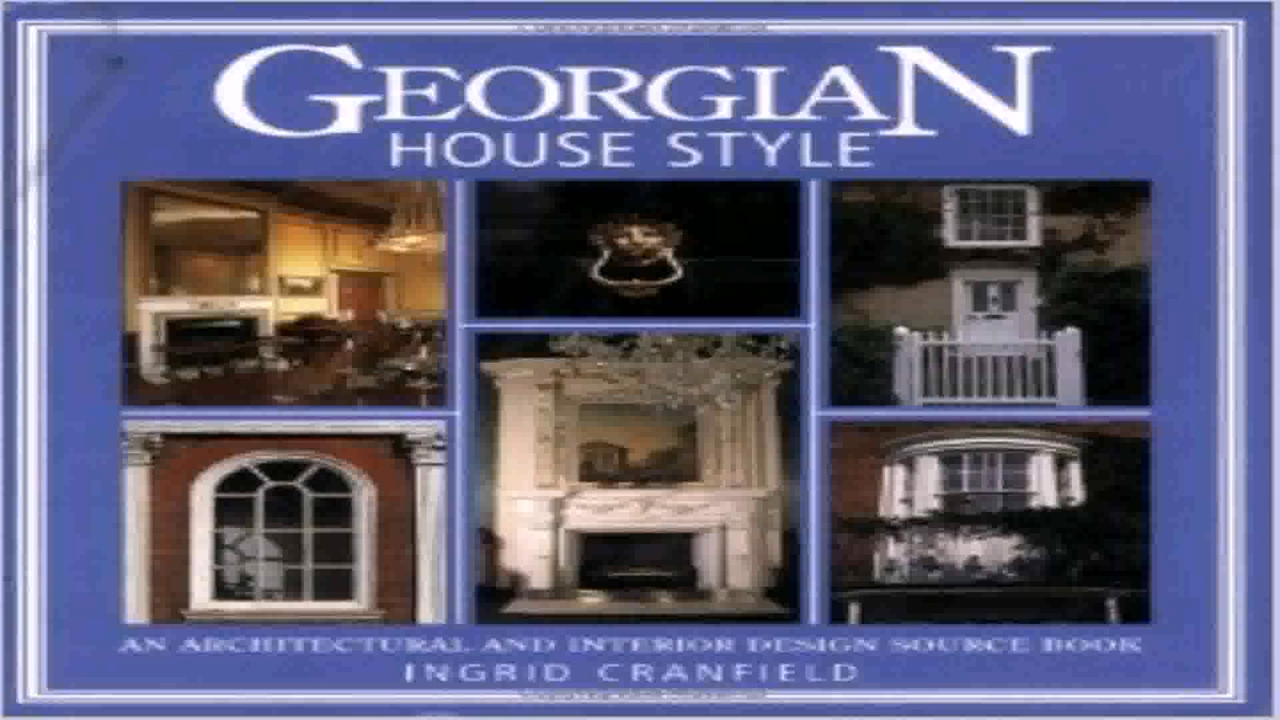 GEORGIAN
HOUSE STYLE
AN ARCHITECTURAL AND INTERIOR DESIGN SOURCE BOOK
INGRID CRANFIELD